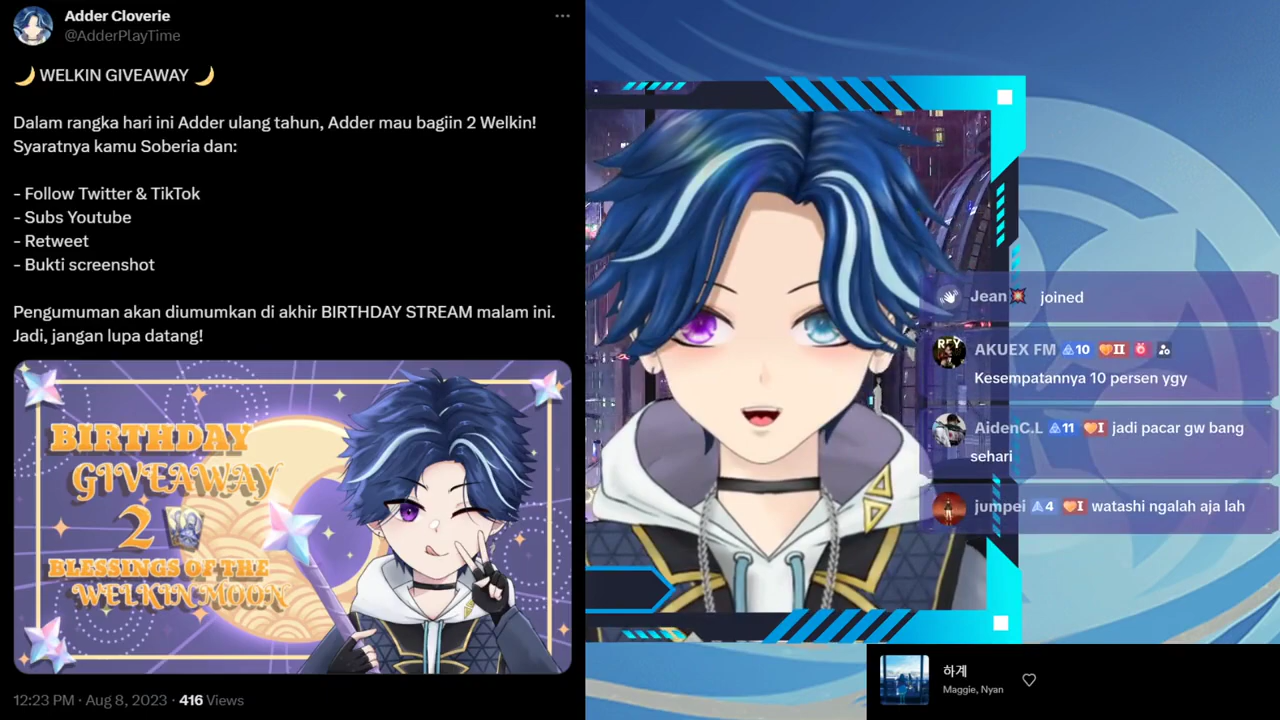 Adder Cloverie
@AdderPlayTime
🌙 WELKIN GIVEAWAY 🌙
Dalam rangka hari ini Adder ulang tahun, Adder mau bagiin 2 Welkin!
Syaratnya kamu Soberia dan:
- Follow Twitter & TikTok
- Subs Youtube
- Retweet
- Bukti screenshot
Pengumuman akan diumumkan di akhir BIRTHDAY STREAM malam ini.
Jadi, jangan lupa datang!
BIRTHDAY
GIVEAWAY
2
BLESSINGS OF THE
WELKIN MOON
12:23 PM · Aug 8, 2023 · 416 Views
Jean💥 joined
REY
AKUEX FM 10 II
Kesempatannya 10 persen ygy
AidenC.L 11 I jadi pacar gw bang
sehari
jumpei 4 I watashi ngalah aja lah
하계
Maggie, Nyan